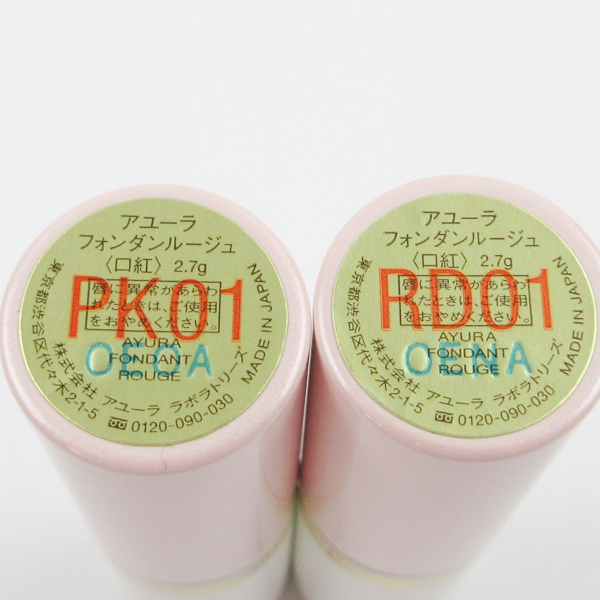 アユーラ
フォンダンルージュ
〈口紅〉2.7g
PK01
唇に異常があらわ
れたときは、ご使用
をおやめください。
OEOA
AYURA
FONDANT
ROUGE
MADE IN JAPAN
株式会社 アユーラ ラボラトリーズ
東京都渋谷区代々木2-1-5
0120-090-030
アユーラ
フォンダンルージュ
〈口紅〉2.7g
RD01
唇に異常があらわ
れたときは、ご使用
をおやめください。
OENA
AYURA
FONDANT
ROUGE
MADE IN JAPAN
株式会社 アユーラ ラボラトリーズ
東京都渋谷区代々木2-1-5
0120-090-030